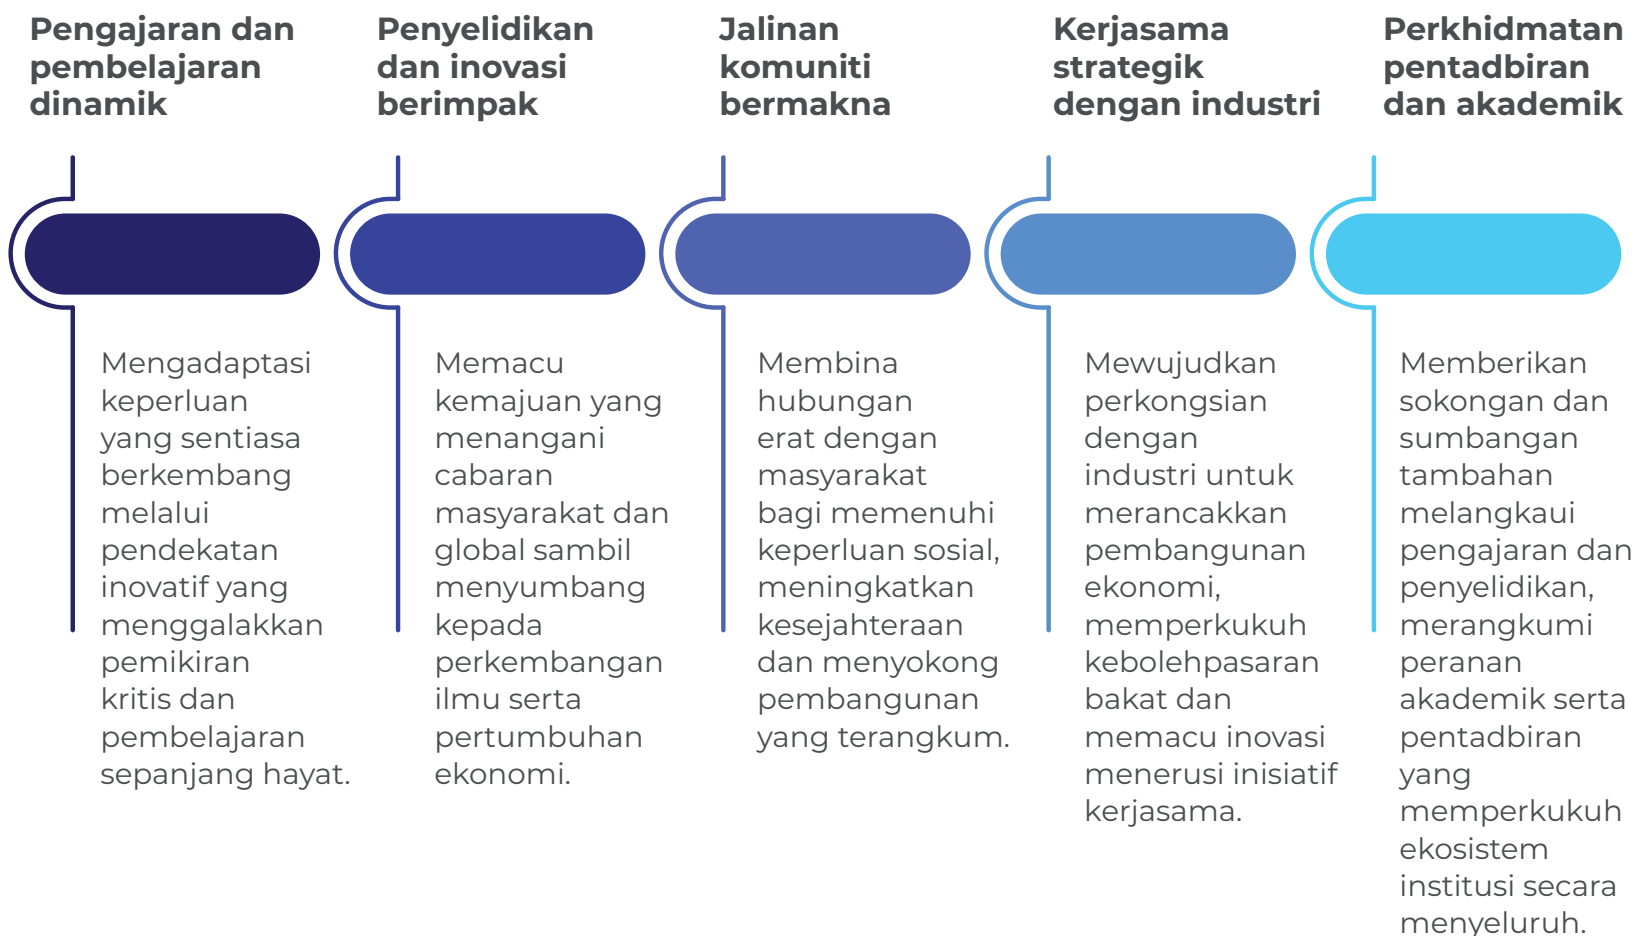 Pengajaran dan
pembelajaran
dinamik
Mengadaptasi
keperluan
yang sentiasa
berkembang
melalui
pendekatan
inovatif yang
menggalakkan
pemikiran
kritis dan
pembelajaran
sepanjang hayat.
Penyelidikan
dan inovasi
berimpak
Memacu
kemajuan yang
menangani
cabaran
masyarakat dan
global sambil
menyumbang
kepada
perkembangan
ilmu serta
pertumbuhan
ekonomi.
Jalinan
komuniti
bermakna
Membina
hubungan
erat dengan
masyarakat
bagi memenuhi
keperluan sosial,
meningkatkan
kesejahteraan
dan menyokong
pembangunan
yang terangkum.
Kerjasama
strategik
dengan industri
Mewujudkan
perkongsian
dengan
industri untuk
merancakkan
pembangunan
ekonomi,
memperkukuh
kebolehpasaran
bakat dan
memacu inovasi
menerusi inisiatif
kerjasama.
Perkhidmatan
pentadbiran
dan akademik
Memberikan
sokongan dan
sumbangan
tambahan
melangkaui
pengajaran dan
penyelidikan,
merangkumi
peranan
akademik serta
pentadbiran
yang
memperkukuh
ekosistem
institusi secara
menyeluruh.